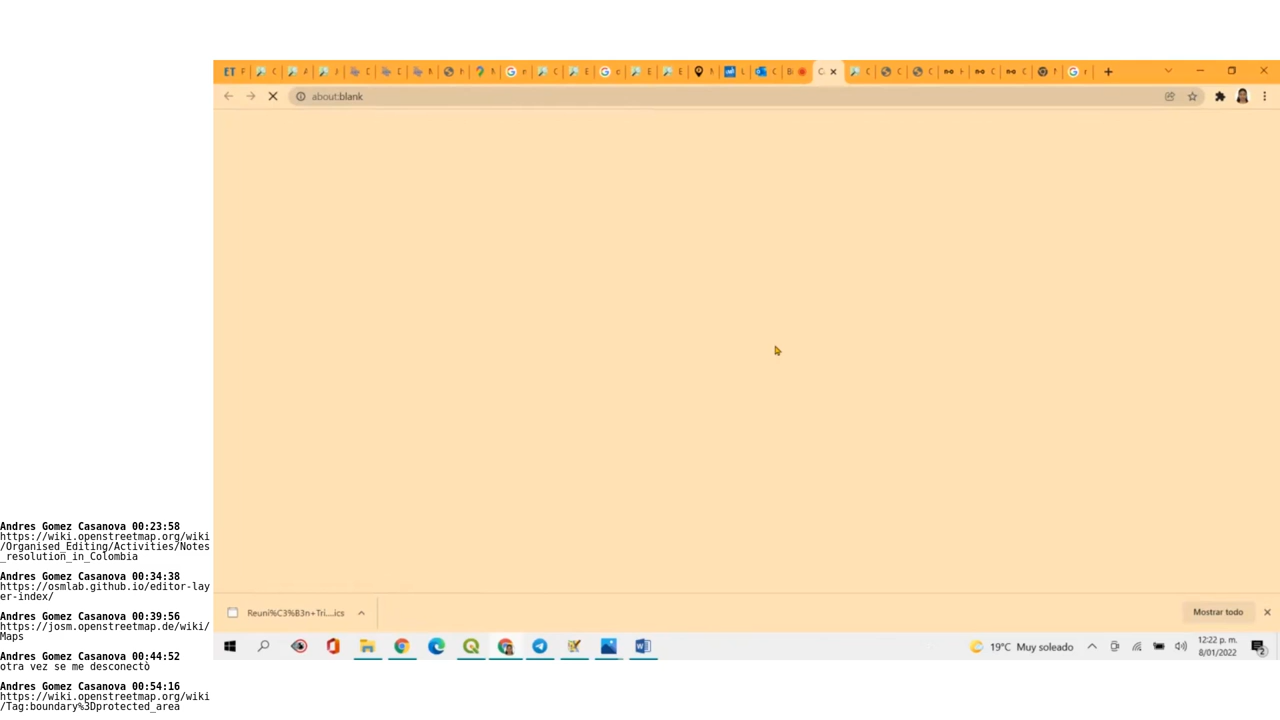 ET
about:blank
Andres Gomez Casanova 00:23:58
https://wiki.openstreetmap.org/wiki
/Organised_Editing/Activities/Notes
_resolution_in_Colombia
Andres Gomez Casanova 00:34:38
https://osmlab.github.io/editor-lay
er-index/
Andres Gomez Casanova 00:39:56
https://josm.openstreetmap.de/wiki/
Maps
Andres Gomez Casanova 00:44:52
otra vez se me desconectò
Andres Gomez Casanova 00:54:16
https://wiki.openstreetmap.org/wiki
/Tag:boundary%3Dprotected_area
Reuni%C3%B3n+Tri....ics
Mostrar todo
19°C Muy soleado
12:22 p. m.
8/01/2022
2